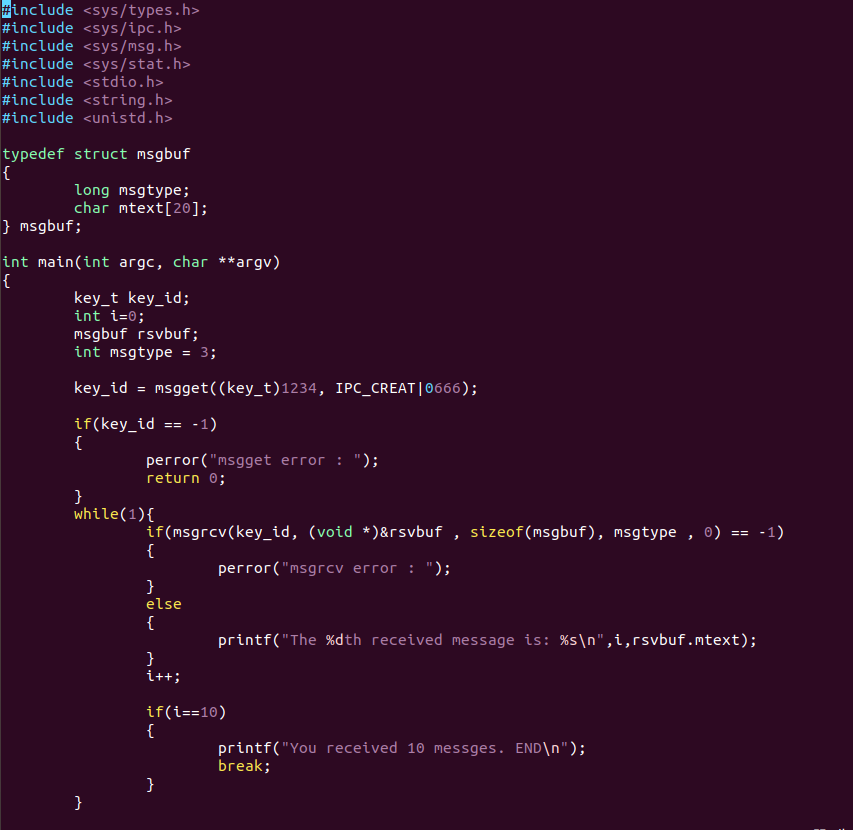 #include <sys/types.h>
#include <sys/ipc.h>
#include <sys/msg.h>
#include <sys/stat.h>
#include <stdio.h>
#include <string.h>
#include <unistd.h>

typedef struct msgbuf
{
        long msgtype;
        char mtext[20];
} msgbuf;

int main(int argc, char **argv)
{
        key_t key_id;
        int i=0;
        msgbuf rsvbuf;
        int msgtype = 3;

        key_id = msgget((key_t)1234, IPC_CREAT|0666);

        if(key_id == -1)
        {
                perror("msgget error : ");
                return 0;
        }
        while(1){
                if(msgrcv(key_id, (void *)&rsvbuf , sizeof(msgbuf), msgtype , 0) == -1)
                {
                        perror("msgrcv error : ");
                }
                else
                {
                        printf("The %dth received message is: %s\n",i,rsvbuf.mtext);
                }
                i++;

                if(i==10)
                {
                        printf("You received 10 messges. END\n");
                        break;
                }
        }